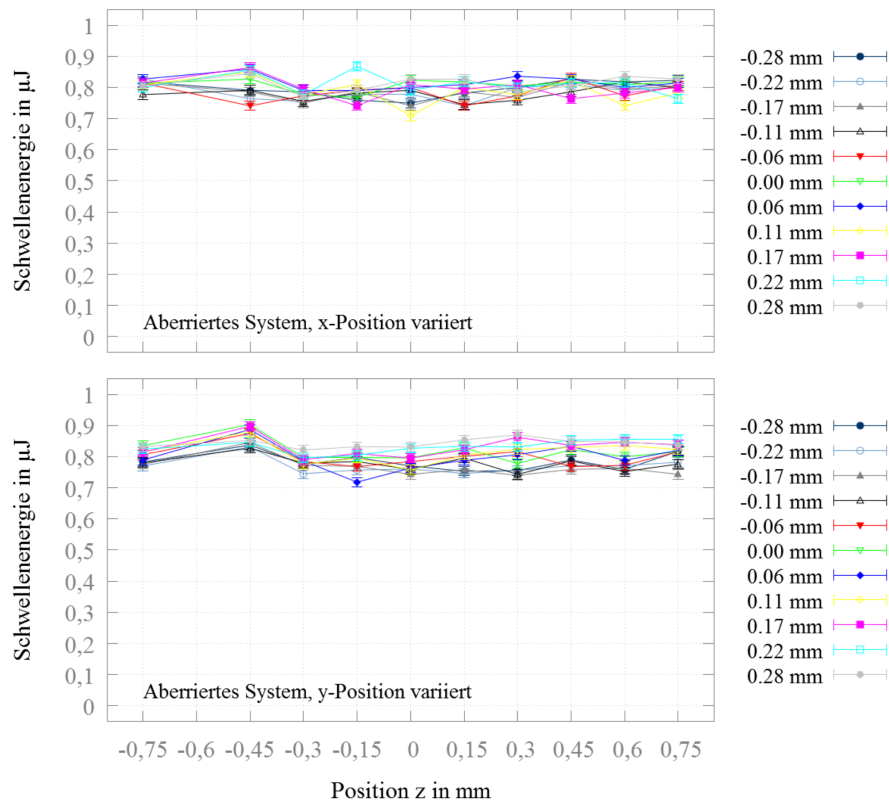 1
0,9
0,8
0,7
0,6
0,5
0,4
0,3
0,2
0,1
0
Schwellenenergie in µJ
Aberriertes System, x-Position variiert
-0.28 mm
-0.22 mm
-0.17 mm
-0.11 mm
-0.06 mm
0.00 mm
0.06 mm
0.11 mm
0.17 mm
0.22 mm
0.28 mm
1
0,9
0,8
0,7
0,6
0,5
0,4
0,3
0,2
0,1
0
Schwellenenergie in µJ
Aberriertes System, y-Position variiert
-0.28 mm
-0.22 mm
-0.17 mm
-0.11 mm
-0.06 mm
0.00 mm
0.06 mm
0.11 mm
0.17 mm
0.22 mm
0.28 mm
-0,75 -0,6 -0,45 -0,3 -0,15 0 0,15 0,3 0,45 0,6 0,75
Position z in mm